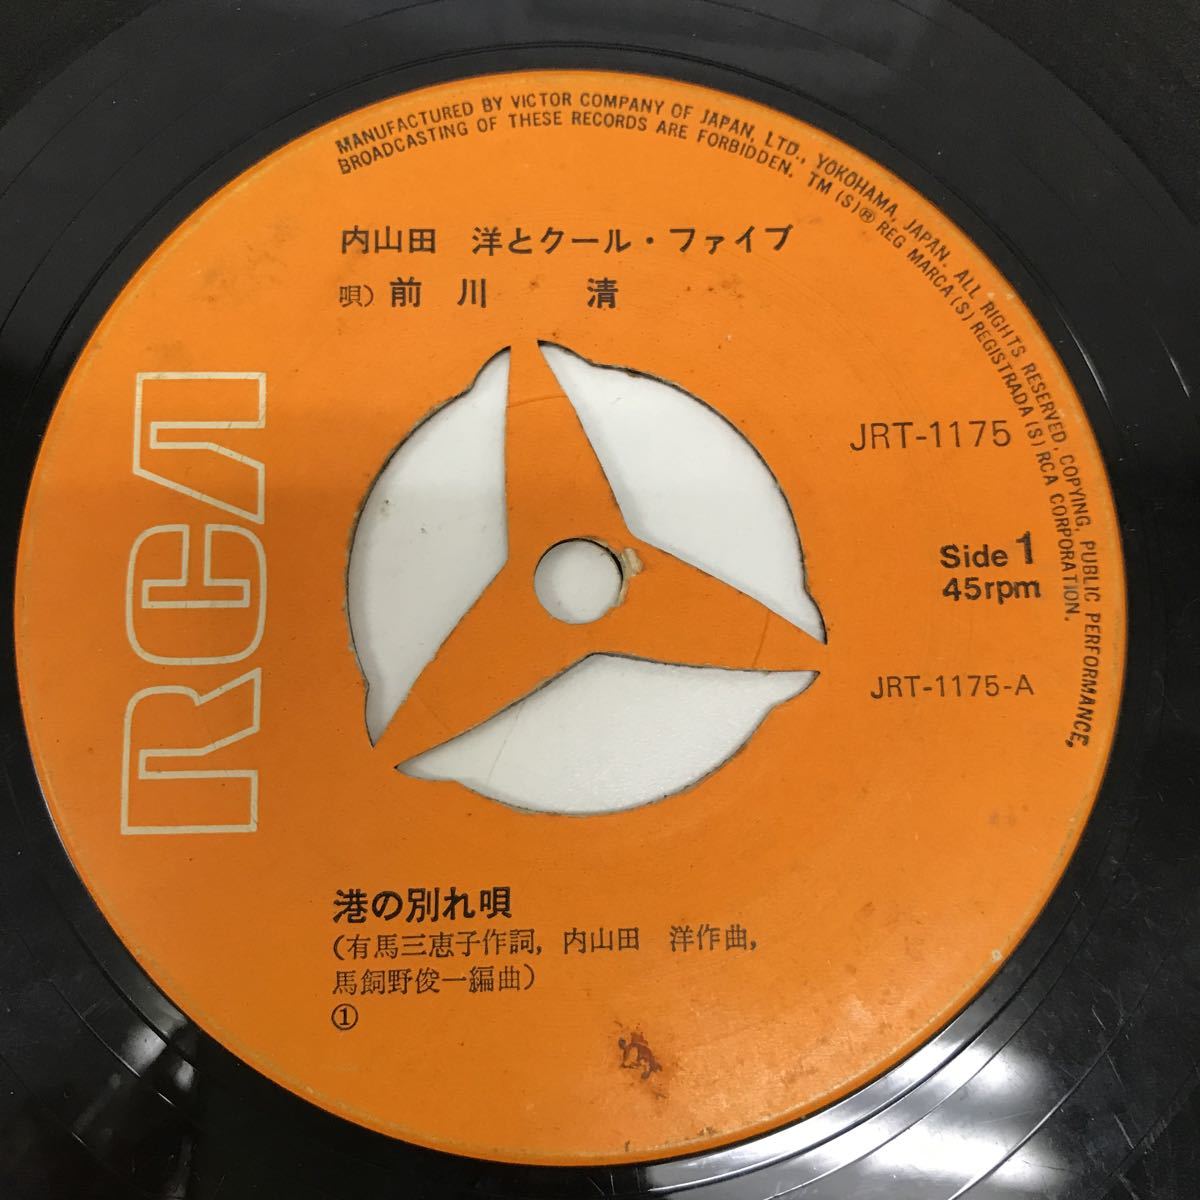 MANUFACTURED BY VICTOR COMPANY OF JAPAN, LTD., YOKOHAMA, JAPAN. ALL RIGHTS RESERVED, COPYING, PUBLIC PERFORMANCE,
BROADCASTING OF THESE RECORDS ARE FORBIDDEN. TM (S)® REG MARCA (S) REGISTRADA (S) RCA CORPORATION.
内山田 洋とクール・ファイブ
唄) 前川 清
RCA
JRT-1175
Side 1
45rpm
JRT-1175-A
港の別れ唄
(有馬三恵子作詞, 内山田 洋作曲,
馬飼野俊一編曲)
①